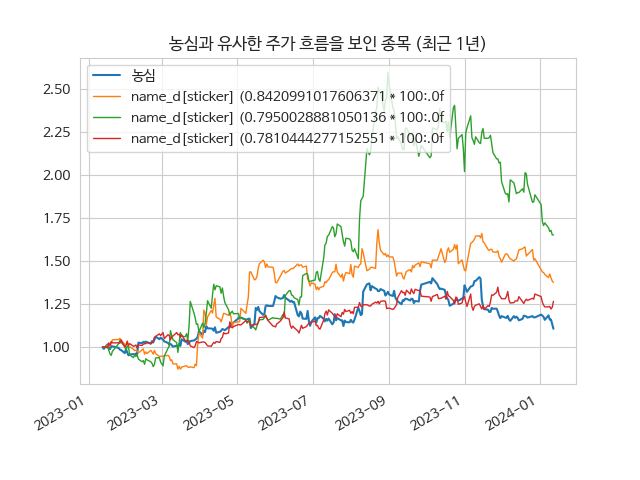 농심과 유사한 주가 흐름을 보인 종목 (최근 1년)
농심
name_d[sticker] (0.8420991017606371 * 100:.0f
name_d[sticker] (0.7950028881050136 * 100:.0f
name_d[sticker] (0.7810444277152551 * 100:.0f
2.50
2.25
2.00
1.75
1.50
1.25
1.00
2023-01
2023-03
2023-05
2023-07
2023-09
2023-11
2024-01